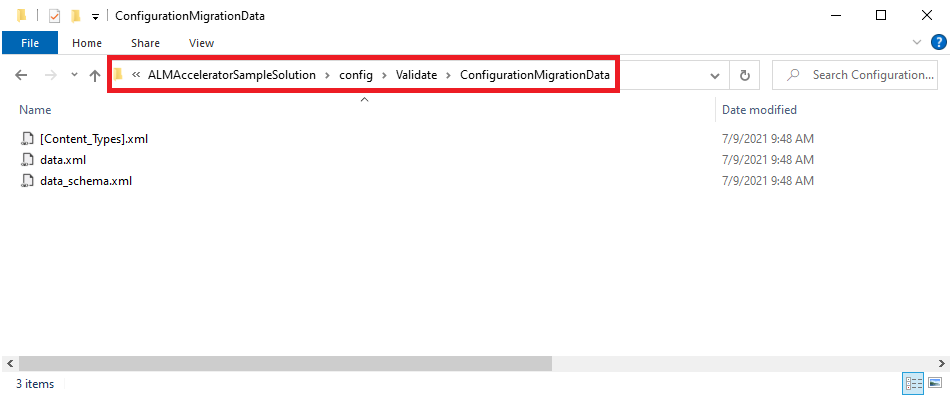 ConfigurationMigrationData
File Home Share View
« ALMAcceleratorSampleSolution › config › Validate › ConfigurationMigrationData Search Configuration...
Name Date modified
[Content_Types].xml 7/9/2021 9:48 AM
data.xml 7/9/2021 9:48 AM
data_schema.xml 7/9/2021 9:48 AM
3 items